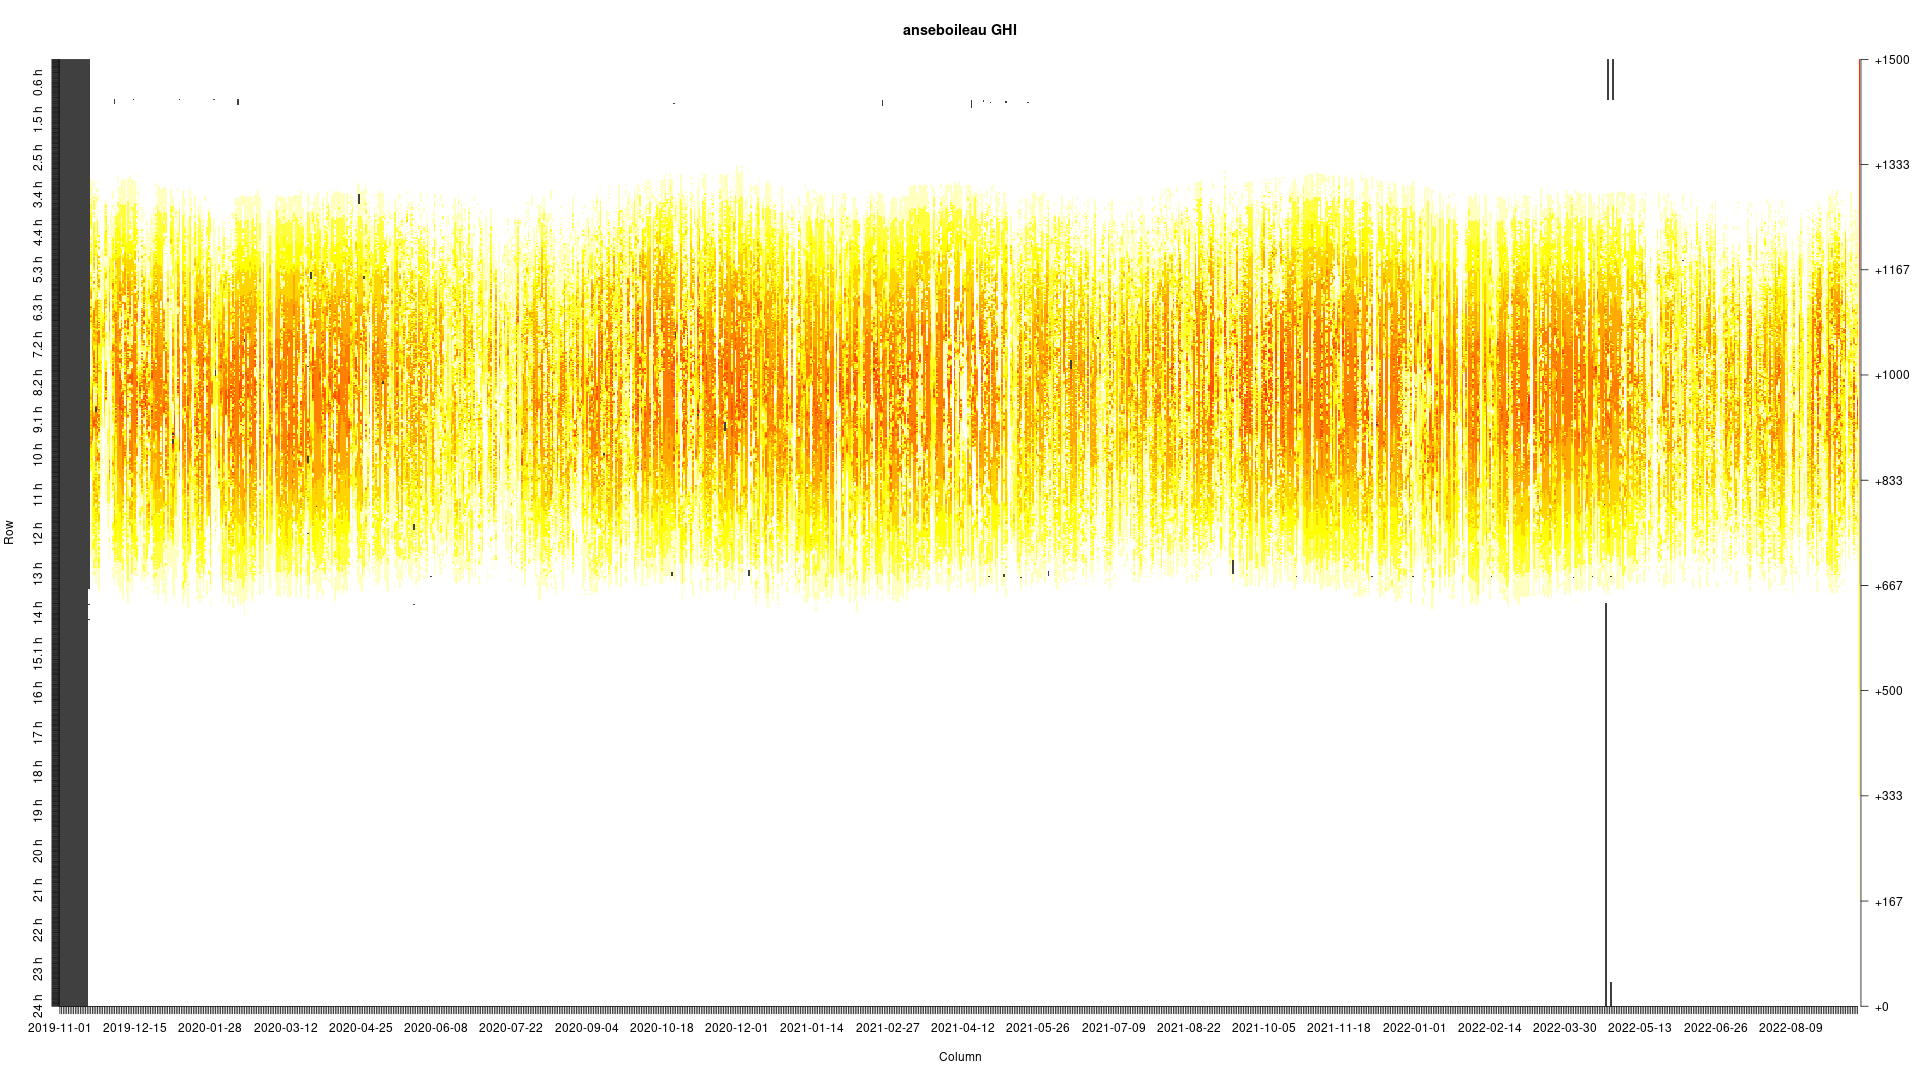 anseboileau GHI
Row
0.6 h
1.5 h
2.5 h
3.4 h
4.4 h
5.3 h
6.3 h
7.2 h
8.2 h
9.1 h
10 h
11 h
12 h
13 h
14 h
15.1 h
16 h
17 h
18 h
19 h
20 h
21 h
22 h
23 h
24 h
+1500
+1333
+1167
+1000
+833
+667
+500
+333
+167
+0
2019-11-01 2019-12-15 2020-01-28 2020-03-12 2020-04-25 2020-06-08 2020-07-22 2020-09-04 2020-10-18 2020-12-01 2021-01-14 2021-02-27 2021-04-12 2021-05-26 2021-07-09 2021-08-22 2021-10-05 2021-11-18 2022-01-01 2022-02-14 2022-03-30 2022-05-13 2022-06-26 2022-08-09
Column